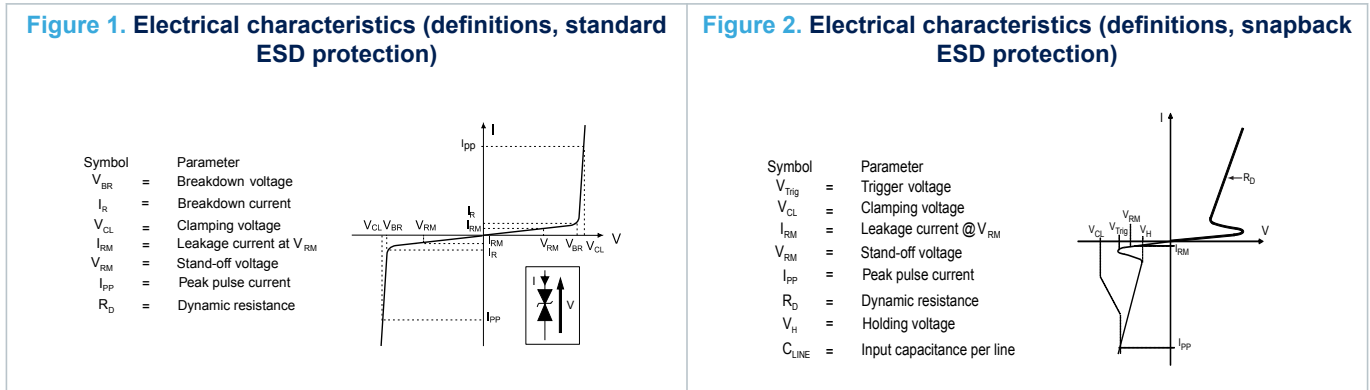 Figure 1. Electrical characteristics (definitions, standard
ESD protection)
Symbol Parameter
VBR = Breakdown voltage
IR = Breakdown current
VCL = Clamping voltage
IRM = Leakage current at VRM
VRM = Stand-off voltage
IPP = Peak pulse current
RD = Dynamic resistance
I
Ipp
IR
IRM
VCL VBR VRM
VRM VBR VCL
V
IRM
IR
IPP
I
V
Figure 2. Electrical characteristics (definitions, snapback
ESD protection)
Symbol Parameter
VTrig = Trigger voltage
VCL = Clamping voltage
IRM = Leakage current @ VRM
VRM = Stand-off voltage
IPP = Peak pulse current
RD = Dynamic resistance
VH = Holding voltage
CLINE = Input capacitance per line
I
RD
VRM
VCL VTrig VH
V
IRM
IPP